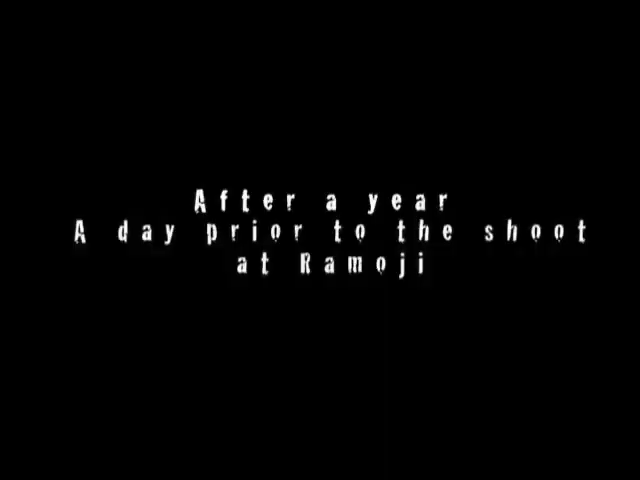 After a year
A day prior to the shoot
at Ramoji